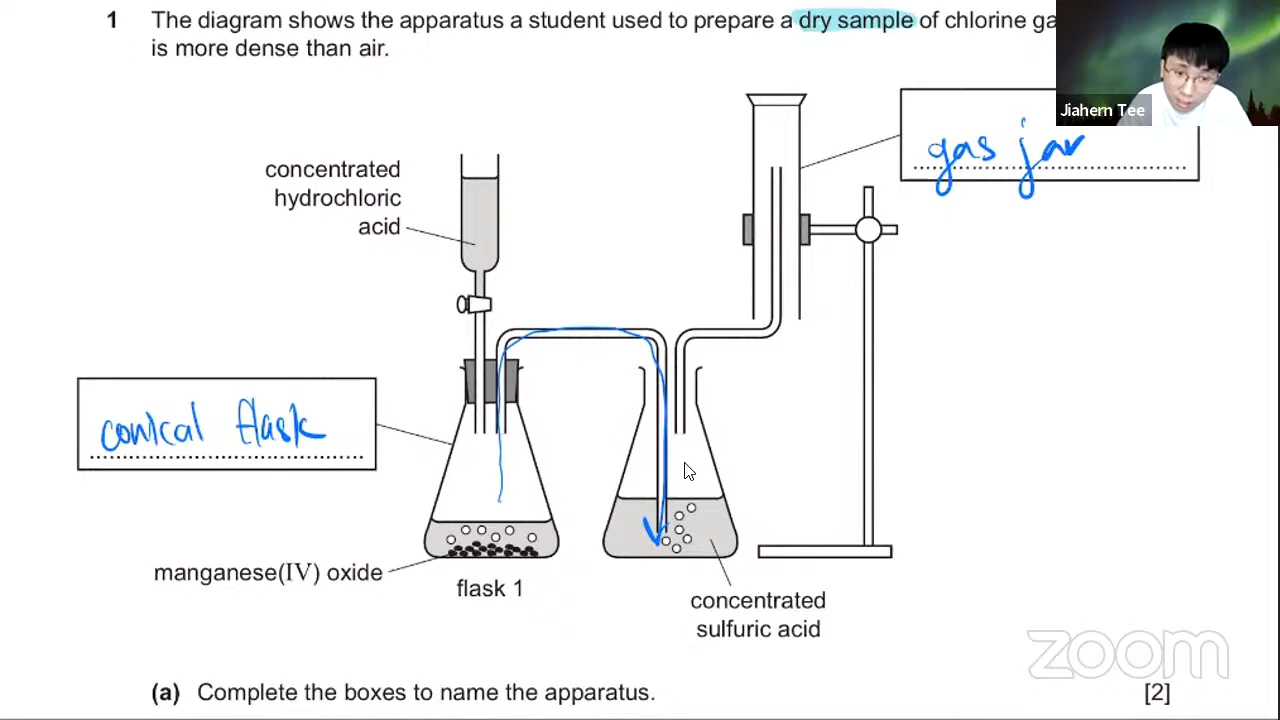 1 The diagram shows the apparatus a student used to prepare a dry sample of chlorine ga
is more dense than air.
Jiahern Tee
gas jar
concentrated
hydrochloric
acid
conical flask
manganese(IV) oxide
flask 1
concentrated
sulfuric acid
zoom
(a) Complete the boxes to name the apparatus. [2]